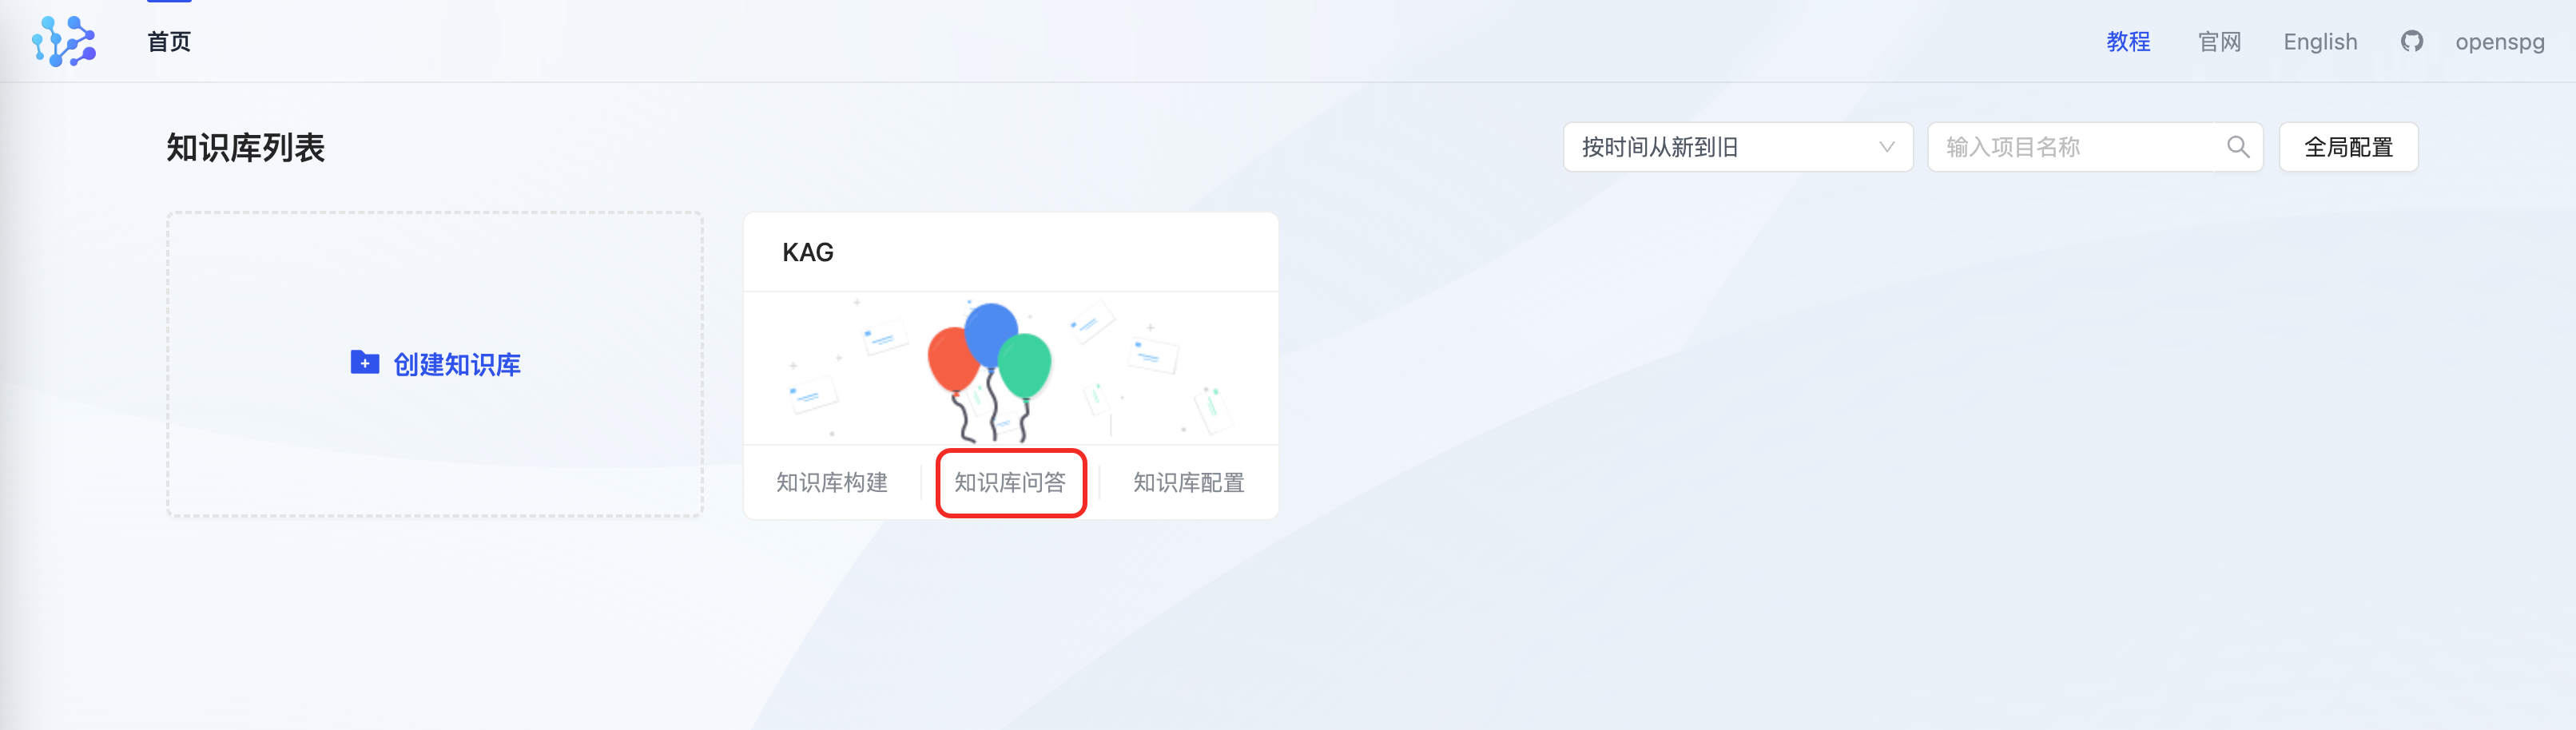 首页
教程
官网
English
openspg
知识库列表
按时间从新到旧
输入项目名称
全局配置
创建知识库
KAG
知识库构建
知识库问答
知识库配置